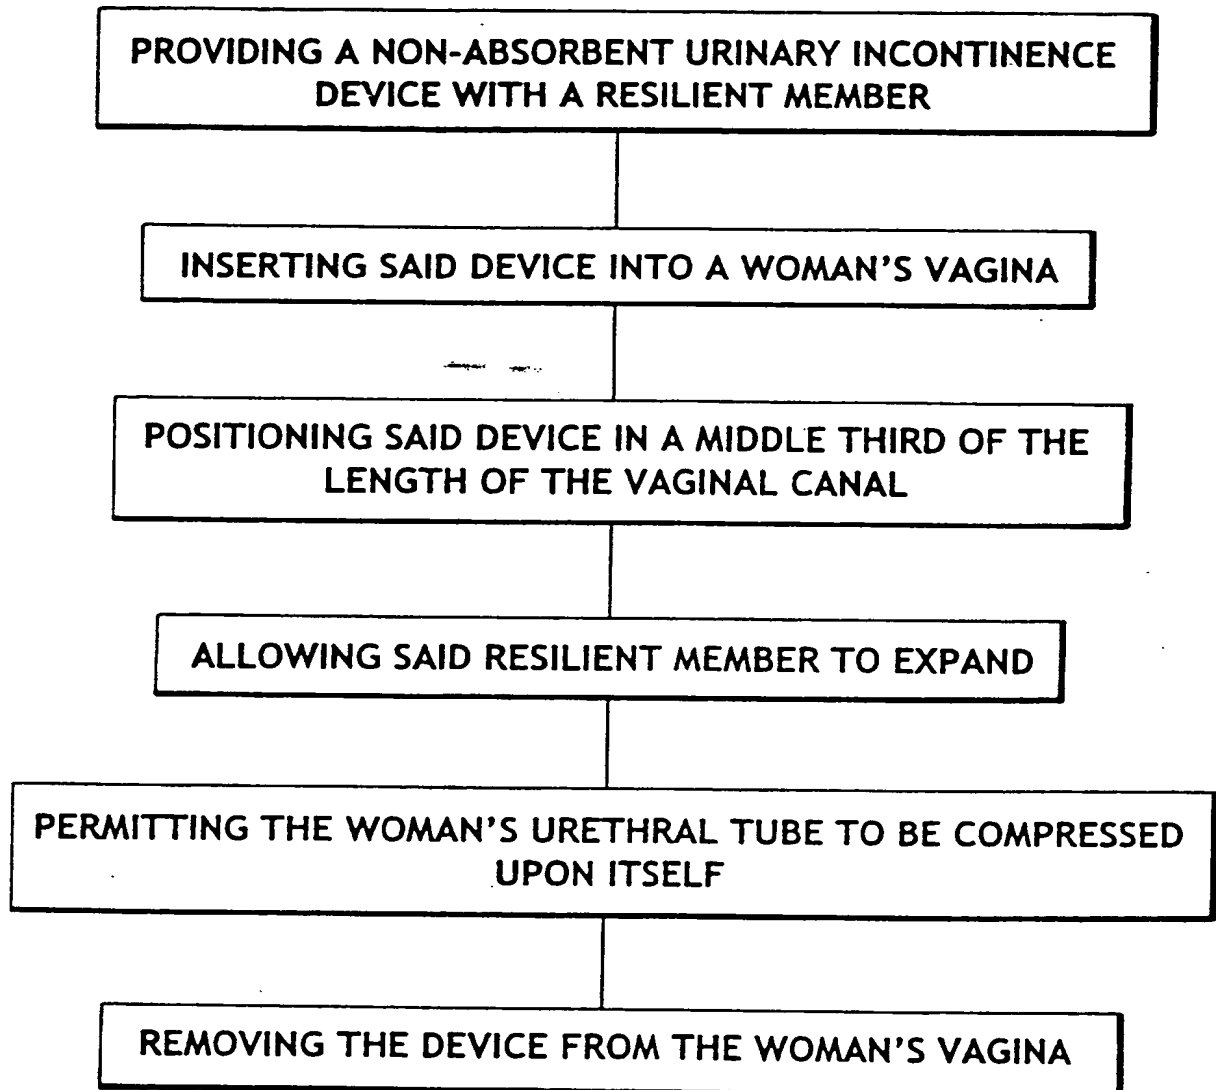 PROVIDING A NON-ABSORBENT URINARY INCONTINENCE
DEVICE WITH A RESILIENT MEMBER
INSERTING SAID DEVICE INTO A WOMAN'S VAGINA
POSITIONING SAID DEVICE IN A MIDDLE THIRD OF THE
LENGTH OF THE VAGINAL CANAL
ALLOWING SAID RESILIENT MEMBER TO EXPAND
PERMITTING THE WOMAN'S URETHRAL TUBE TO BE COMPRESSED
UPON ITSELF
REMOVING THE DEVICE FROM THE WOMAN'S VAGINA